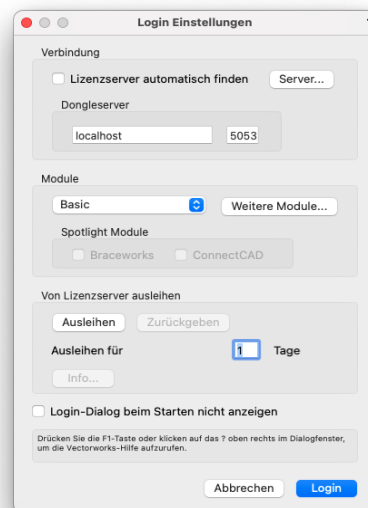 Login Einstellungen
Verbindung
Lizenzserver automatisch finden
Server...
Dongleserver
localhost
5053
Module
Basic
Weitere Module...
Spotlight Module
Braceworks
ConnectCAD
Von Lizenzserver ausleihen
Ausleihen
Zurückgeben
Ausleihen für
1
Tage
Info...
Login-Dialog beim Starten nicht anzeigen
Drücken Sie die F1-Taste oder klicken auf das ? oben rechts im Dialogfenster,
um die Vectorworks-Hilfe aufzurufen.
Abbrechen
Login